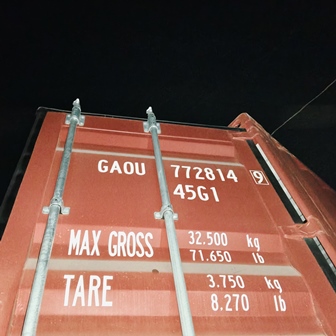 GAOU 772814 9
45G1
MAX GROSS 32.500 kg
71.650 lb
TARE 3.750 kg
8.270 lb